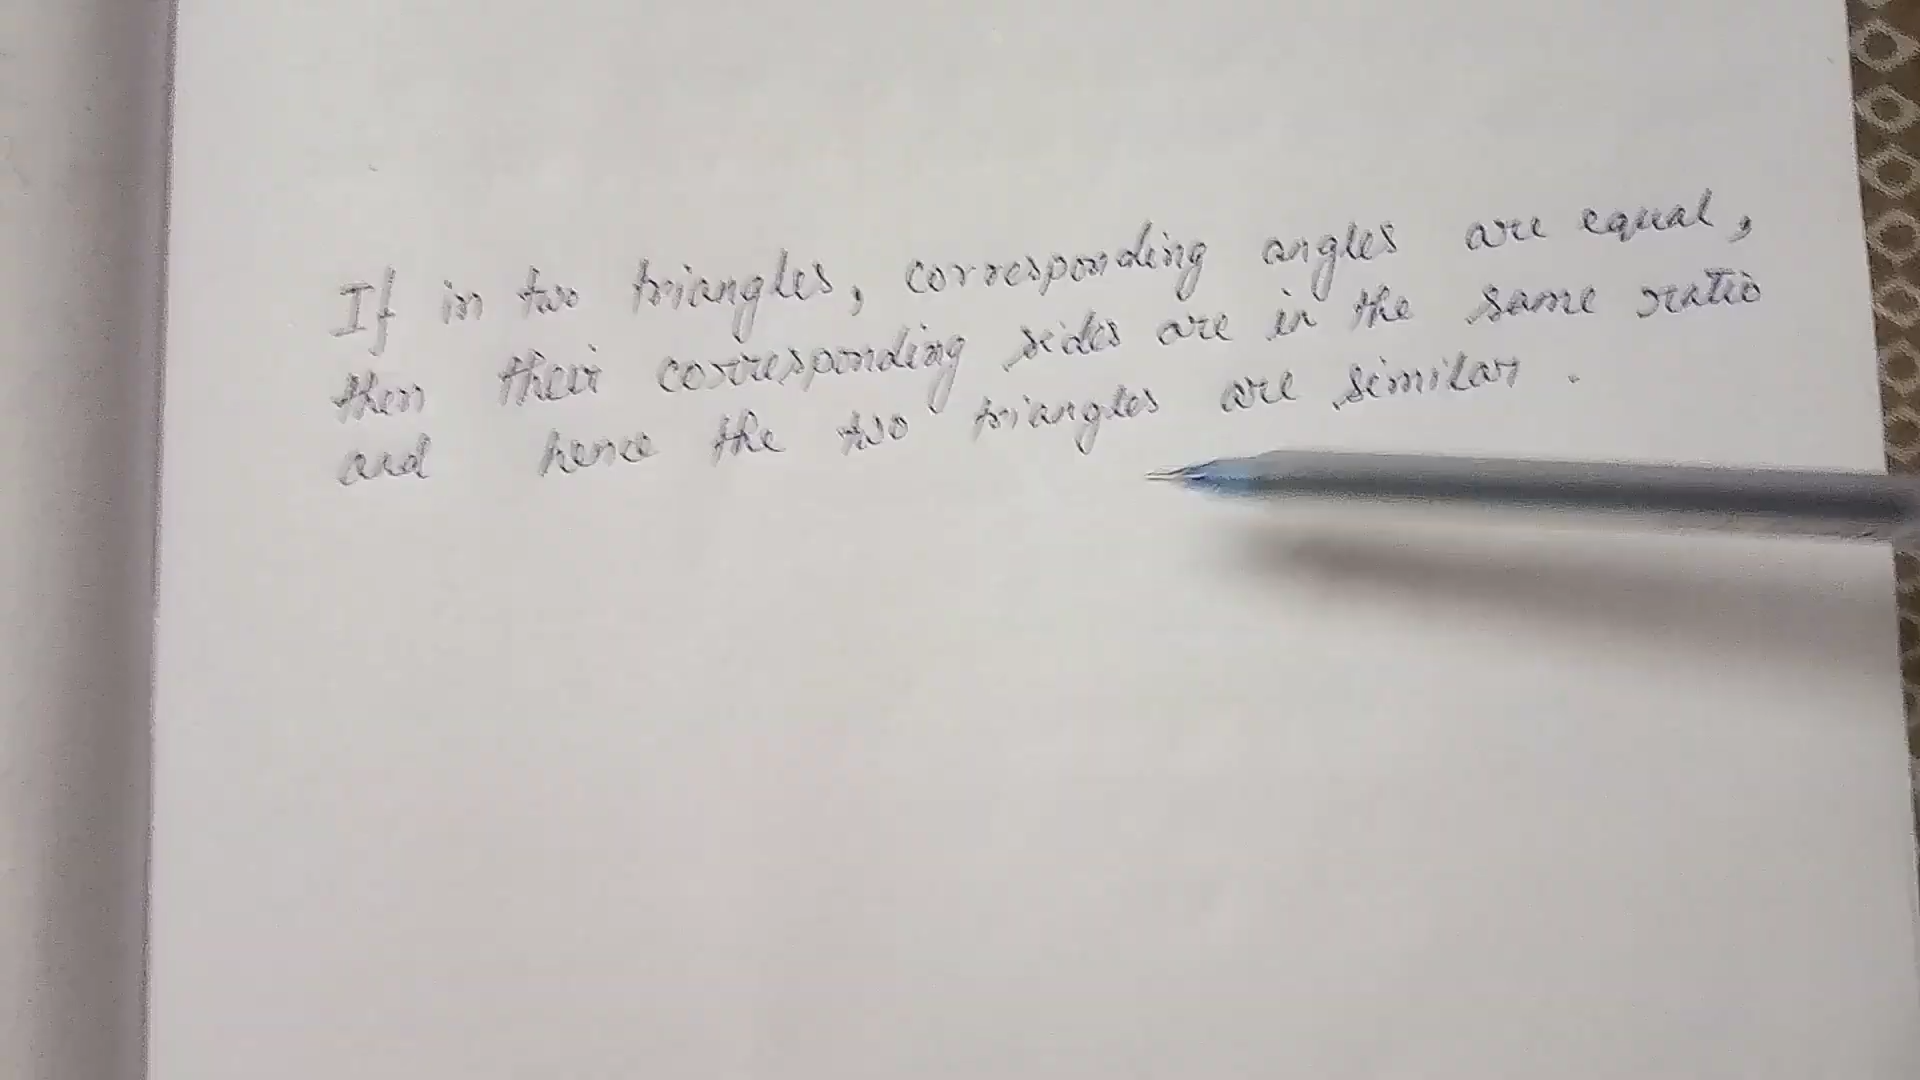 If in two triangles, corresponding angles are equal,
then their corresponding sides are in the same ratio
and hence the two triangles are similar.